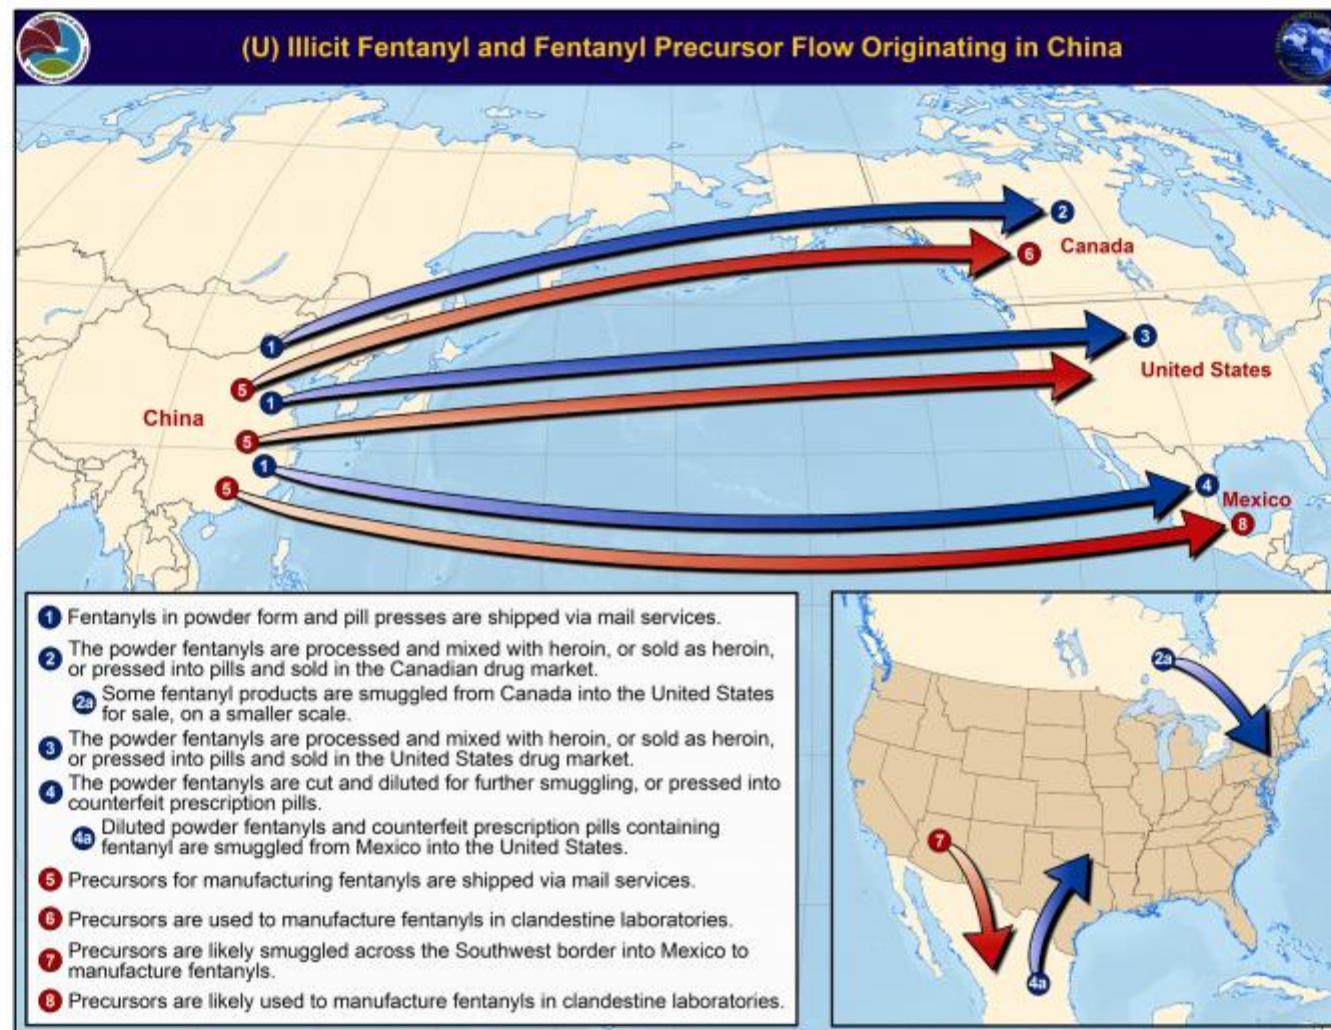 (U) Illicit Fentanyl and Fentanyl Precursor Flow Originating in China
2
Canada
6
1
3
United States
5
1
China
5
1
4
Mexico
5
8
1 Fentanyls in powder form and pill presses are shipped via mail services.
2 The powder fentanyls are processed and mixed with heroin, or sold as heroin,
or pressed into pills and sold in the Canadian drug market.
2a Some fentanyl products are smuggled from Canada into the United States
for sale, on a smaller scale.
3 The powder fentanyls are processed and mixed with heroin, or sold as heroin,
or pressed into pills and sold in the United States drug market.
4 The powder fentanyls are cut and diluted for further smuggling, or pressed into
counterfeit prescription pills.
4a Diluted powder fentanyls and counterfeit prescription pills containing
fentanyl are smuggled from Mexico into the United States.
5 Precursors for manufacturing fentanyls are shipped via mail services.
6 Precursors are used to manufacture fentanyls in clandestine laboratories.
7 Precursors are likely smuggled across the Southwest border into Mexico to
manufacture fentanyls.
8 Precursors are likely used to manufacture fentanyls in clandestine laboratories.
2a
7
4a